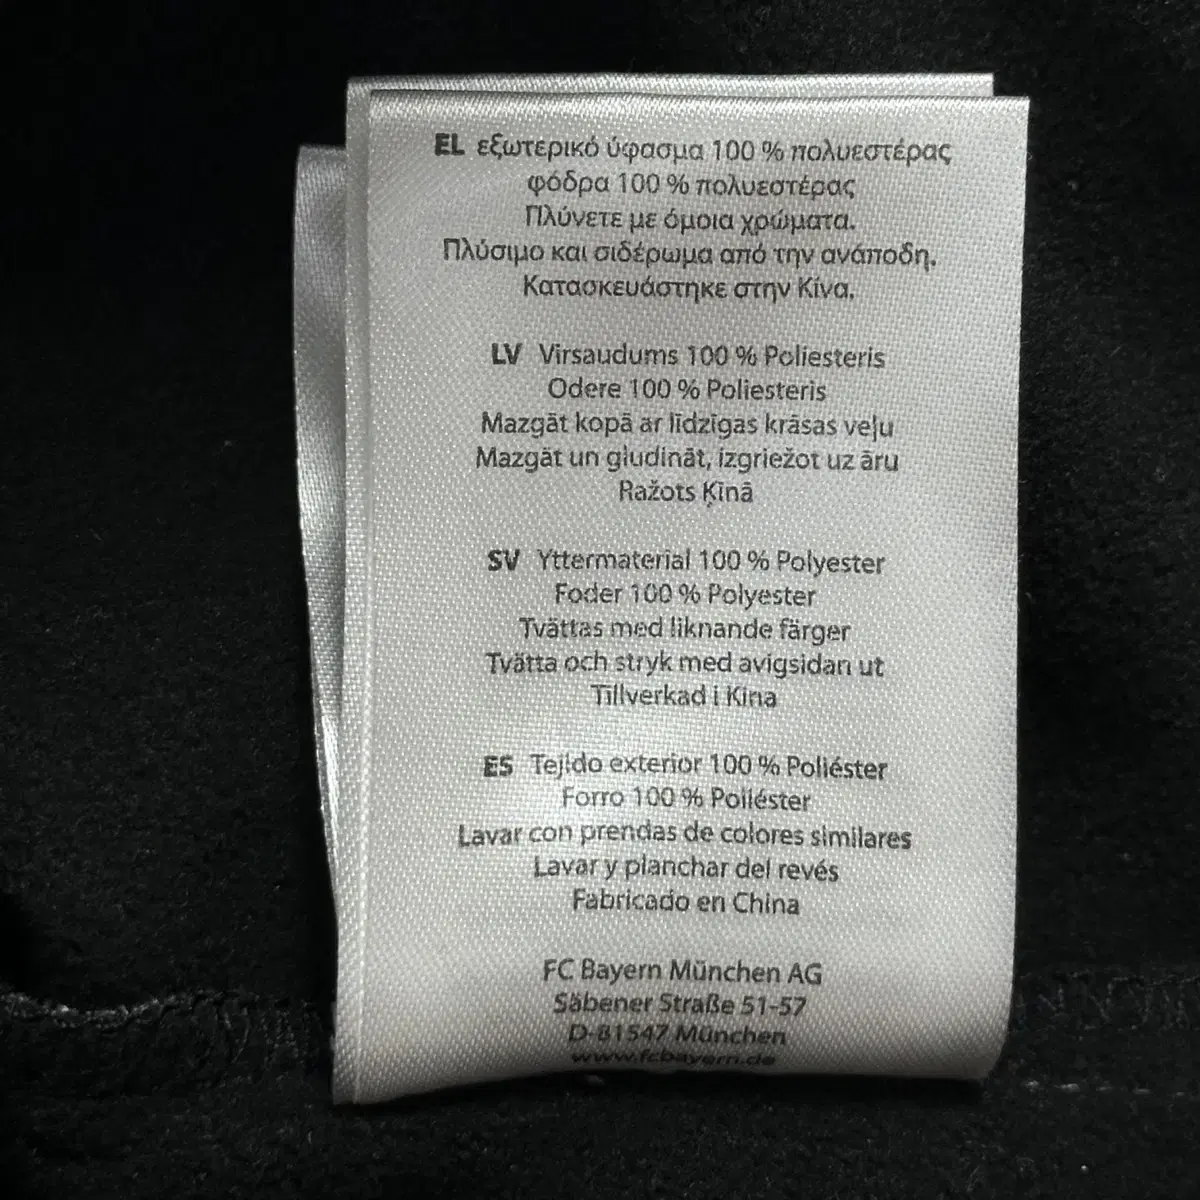 EL εξωτερικό ύφασμα 100 % πολυεστέρας
φόδρα 100 % πολυεστέρας
Πλύνετε με όμοια χρώματα.
Πλύσιμο και σιδέρωμα από την ανάποδη.
Κατασκευάστηκε στην Κίνα.
LV Virsaudums 100 % Poliesteris
Odere 100 % Poliesteris
Mazgāt kopā ar līdzīgas krāsas veļu
Mazgāt un gludināt, izgriežot uz āru
Ražots Ķīnā
SV Yttermaterial 100 % Polyester
Foder 100 % Polyester
Tvättas med liknande färger
Tvätta och stryk med avigsidan ut
Tillverkad i Kina
ES Tejido exterior 100 % Poliéster
Forro 100 % Poliéster
Lavar con prendas de colores similares
Lavar y planchar del revés
Fabricado en China
FC Bayern München AG
Säbener Straße 51-57
D-81547 München
www.fcbayern.de